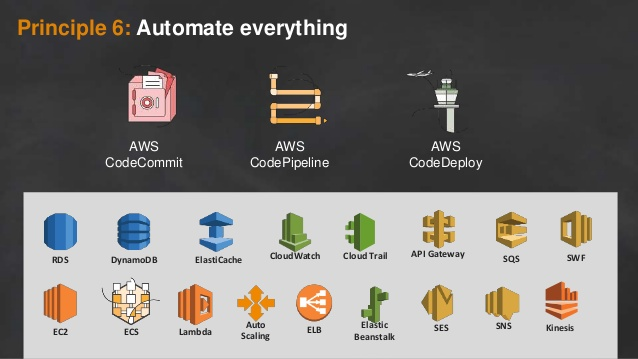 Principle 6: Automate everything
AWS
CodeCommit
AWS
CodePipeline
AWS
CodeDeploy
RDS
DynamoDB
ElastiCache
CloudWatch
Cloud Trail
API Gateway
SQS
SWF
EC2
ECS
Lambda
Auto
Scaling
ELB
Elastic
Beanstalk
SES
SNS
Kinesis